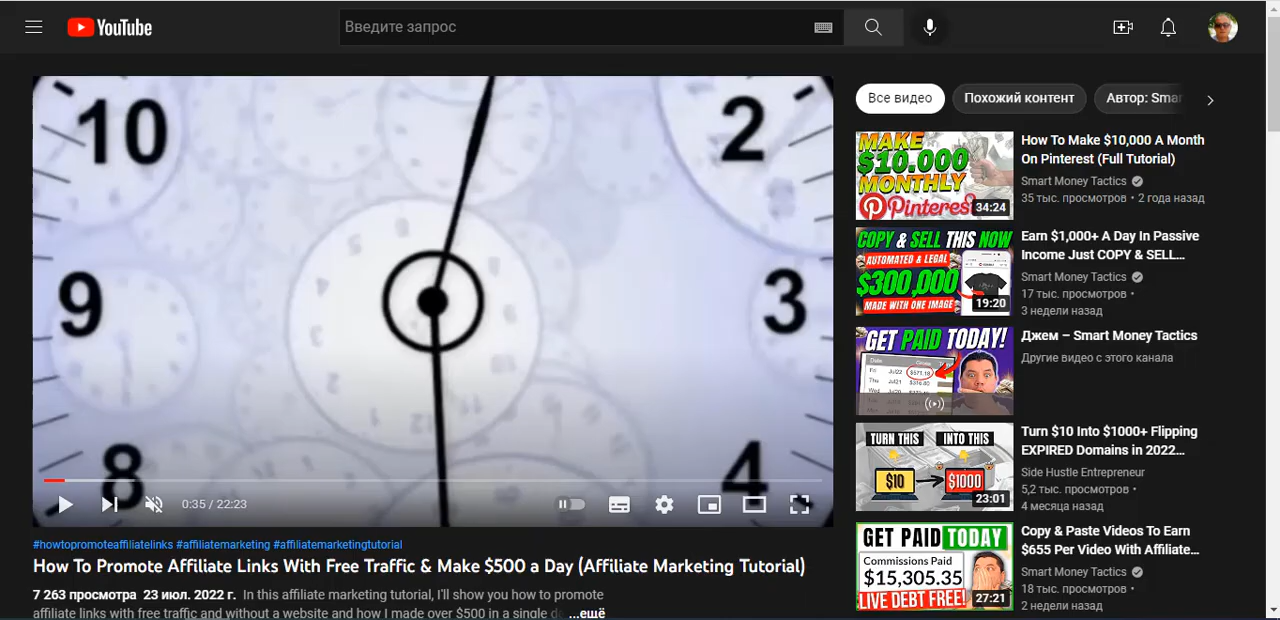 YouTube
Введите запрос
10
2
9
3
8
4
0:35 / 22:23
#howtopromoteaffiliatelinks #affiliatemarketing #affiliatemarketingtutorial
How To Promote Affiliate Links With Free Traffic & Make $500 a Day (Affiliate Marketing Tutorial)
7 263 просмотра 23 июл. 2022 г. In this affiliate marketing tutorial, I'll show you how to promote
affiliate links with free traffic and without a website and how I made over $500 in a single d
...ещё
Все видео
Похожий контент
Автор: Smar
MAKE
$10.000
MONTHLY
Pinterest
34:24
How To Make $10,000 A Month
On Pinterest (Full Tutorial)
Smart Money Tactics
35 тыс. просмотров • 2 года назад
COPY & SELL THIS NOW
AUTOMATED & LEGAL
$300,000
MADE WITH ONE IMAGE
19:20
Earn $1,000+ A Day In Passive
Income Just COPY & SELL...
Smart Money Tactics
17 тыс. просмотров •
3 недели назад
GET PAID TODAY!
Date
Fri Jul22 $571.18
Thu Jul21 $316.80
Джем – Smart Money Tactics
Другие видео с этого канала
TURN THIS
INTO THIS
$10
$1000
23:01
Turn $10 Into $1000+ Flipping
EXPIRED Domains in 2022...
Side Hustle Entrepreneur
5,2 тыс. просмотров •
4 месяца назад
GET PAID TODAY
Commissions Paid
$15,305.35
LIVE DEBT FREE!
27:21
Copy & Paste Videos To Earn
$655 Per Video With Affiliate...
Smart Money Tactics
18 тыс. просмотров •
2 недели назад